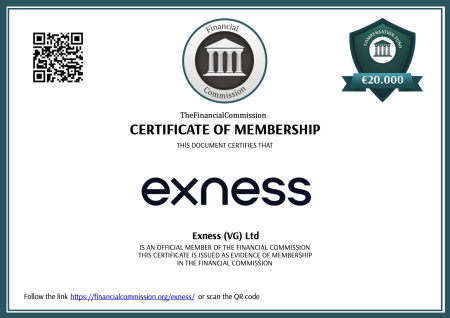 Financial
Commission
COMPENSATION FUND
€20.000
TheFinancialCommission
CERTIFICATE OF MEMBERSHIP
THIS DOCUMENT CERTIFIES THAT
exness
Exness (VG) Ltd
IS AN OFFICIAL MEMBER OF THE FINANCIAL COMMISSION
THIS CERTIFICATE IS ISSUED AS EVIDENCE OF MEMBERSHIP
IN THE FINANCIAL COMMISSION
Follow the link https://financialcommission.org/exness/ or scan the QR code